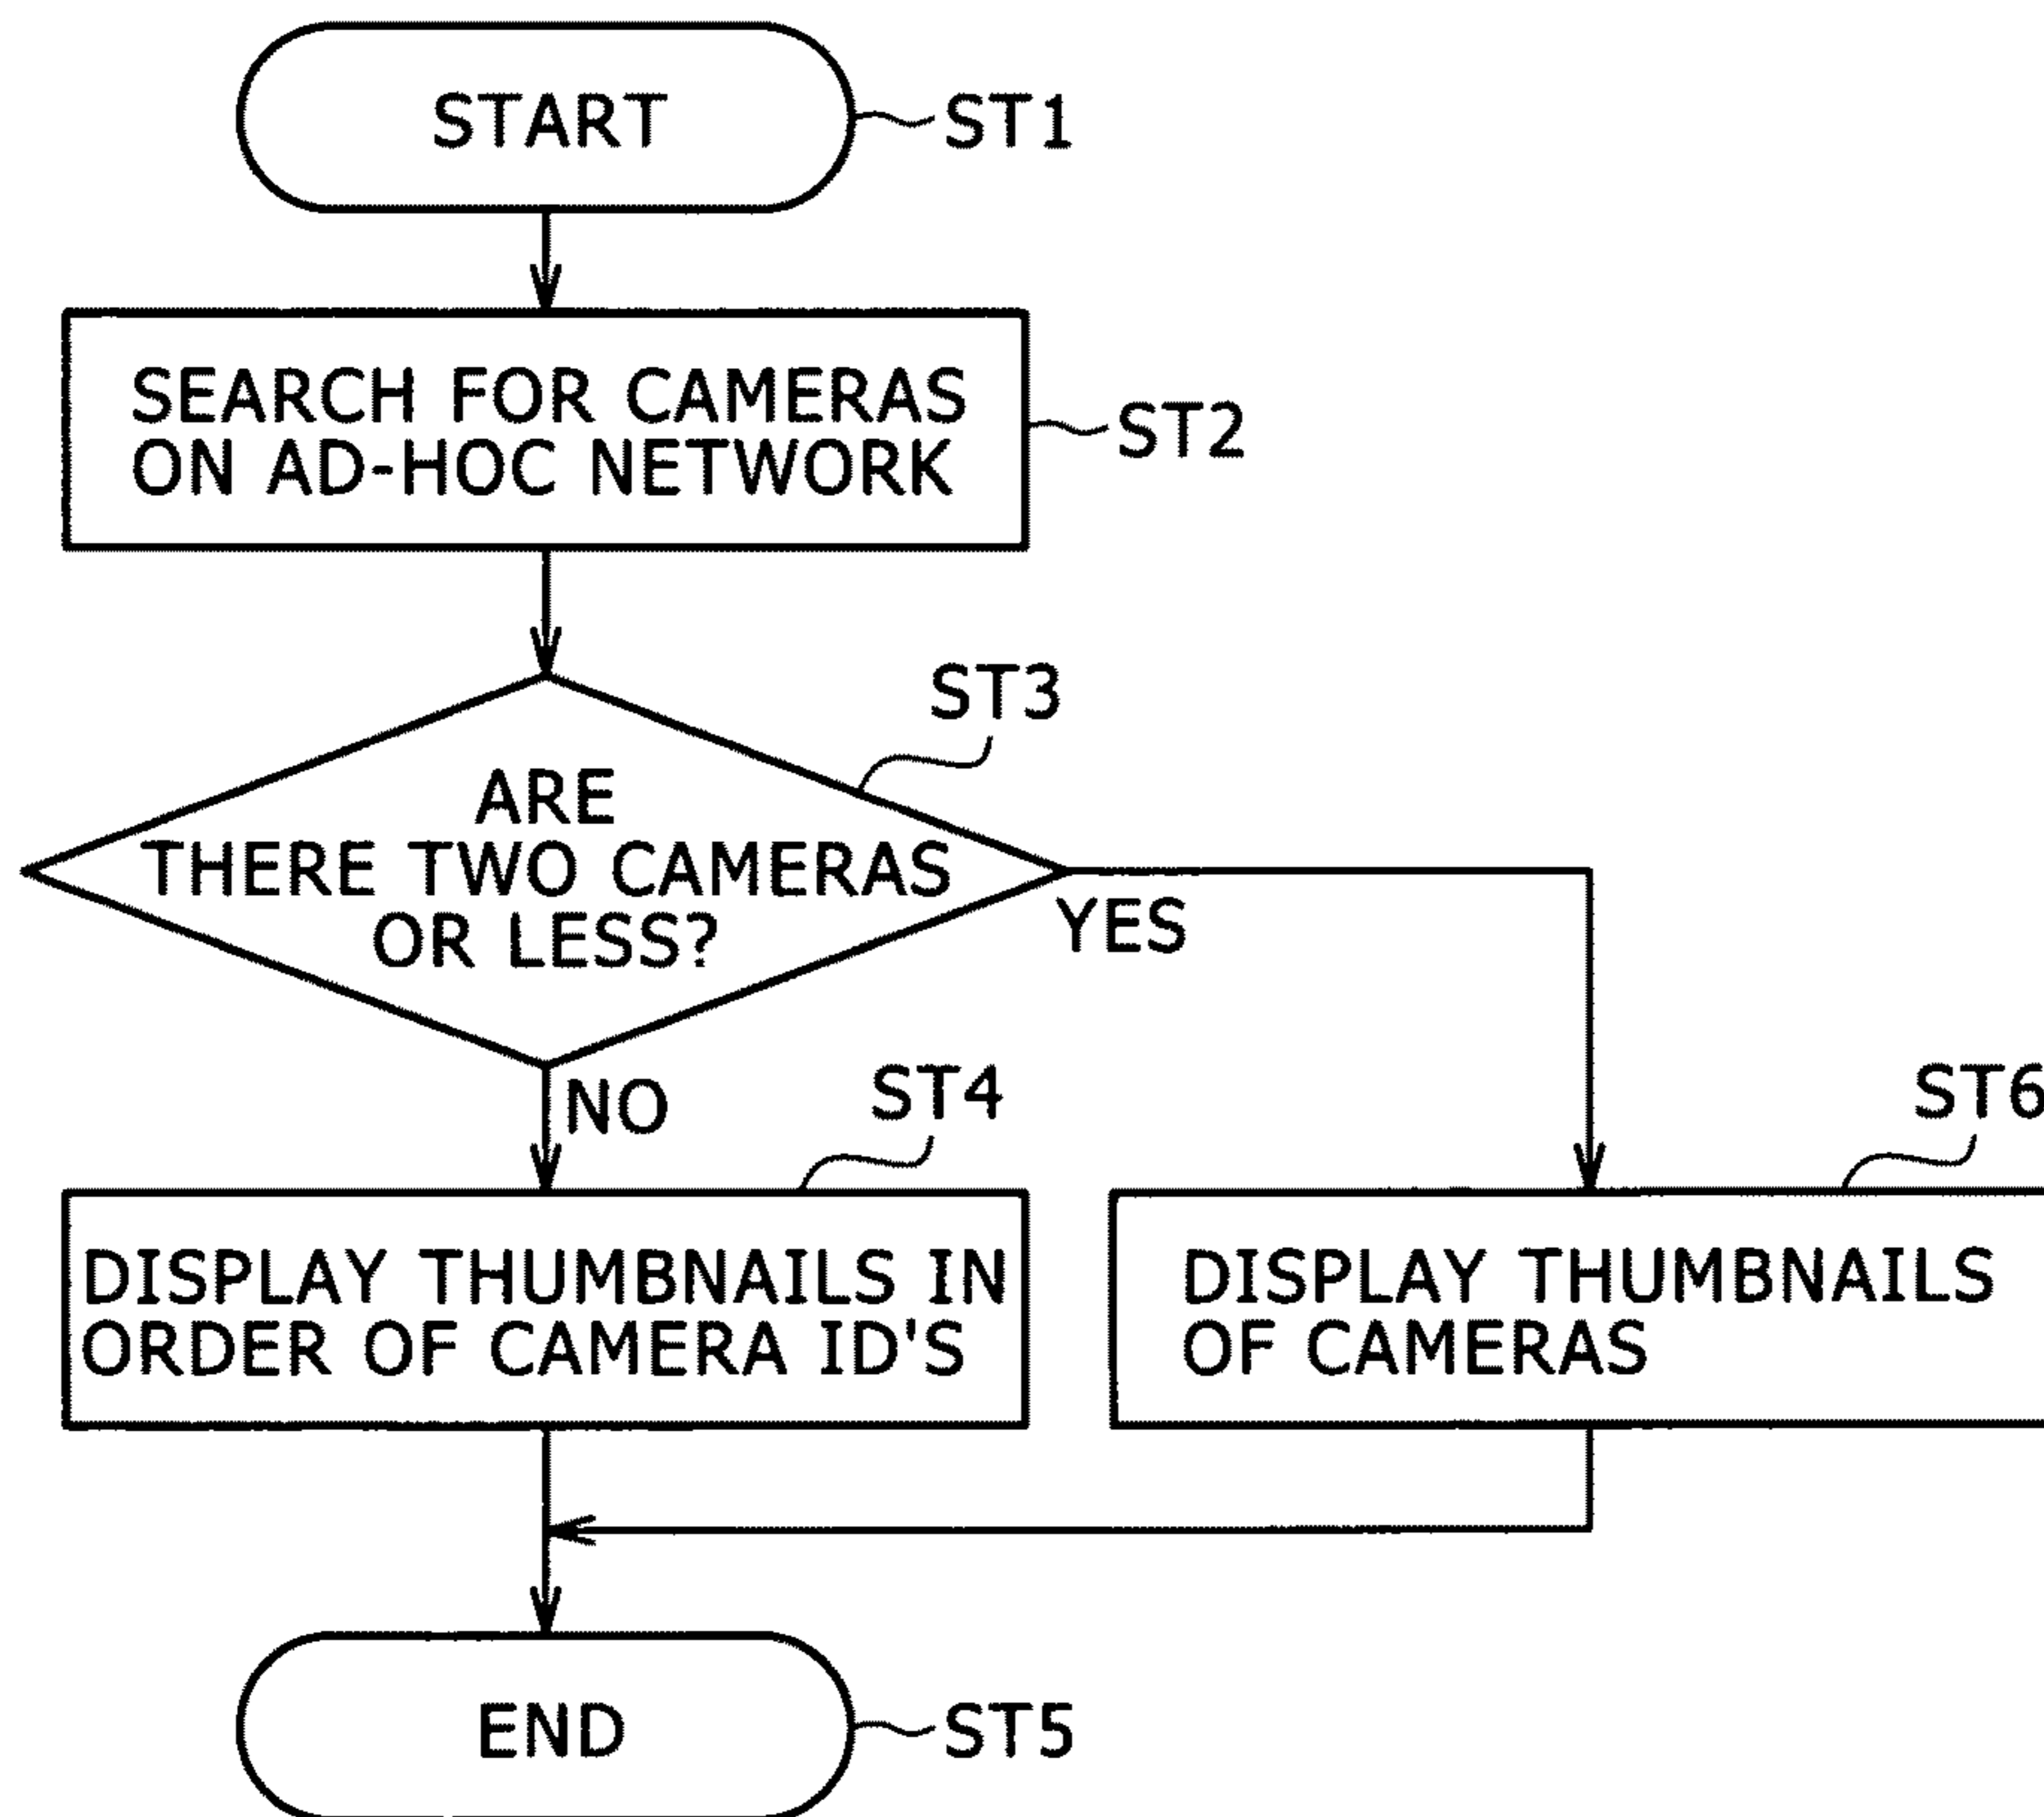 START
ST1
SEARCH FOR CAMERAS
ON AD-HOC NETWORK
ST2
ST3
ARE
THERE TWO CAMERAS
OR LESS?
YES
NO
ST4
ST6
DISPLAY THUMBNAILS IN
ORDER OF CAMERA ID'S
DISPLAY THUMBNAILS
OF CAMERAS
END
ST5